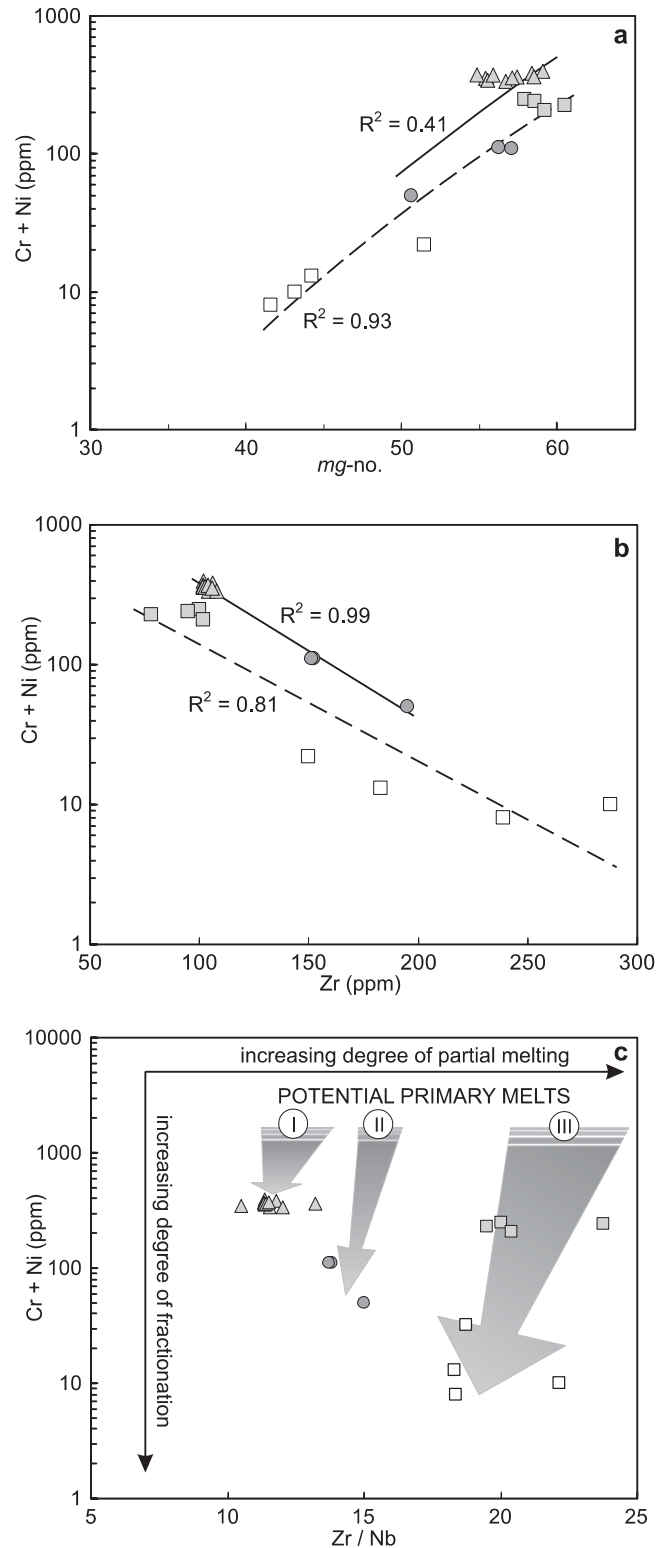 a
1000
100
10
1
Cr + Ni (ppm)
R² = 0.41
R² = 0.93
30
40
50
60
mg-no.
b
1000
100
10
1
Cr + Ni (ppm)
R² = 0.99
R² = 0.81
50
100
150
200
250
300
Zr (ppm)
c
10000
1000
100
10
1
Cr + Ni (ppm)
increasing degree of partial melting
POTENTIAL PRIMARY MELTS
I
II
III
increasing degree of fractionation
5
10
15
20
25
Zr / Nb